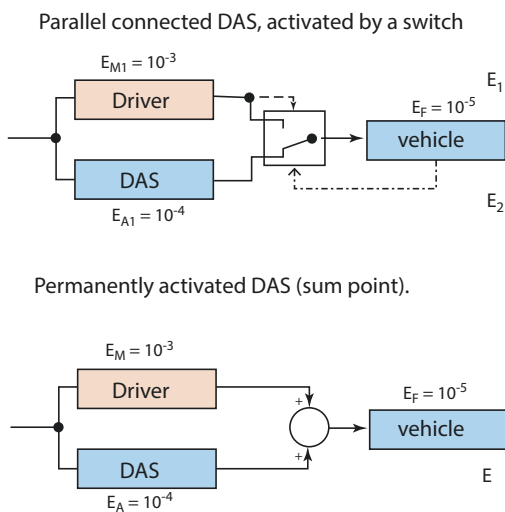 Parallel connected DAS, activated by a switch
E_M1 = 10^-3
E_1
Driver
E_F = 10^-5
vehicle
DAS
E_A1 = 10^-4
E_2
Permanently activated DAS (sum point).
E_M = 10^-3
Driver
E_F = 10^-5
+
vehicle
+
DAS
E
E_A = 10^-4